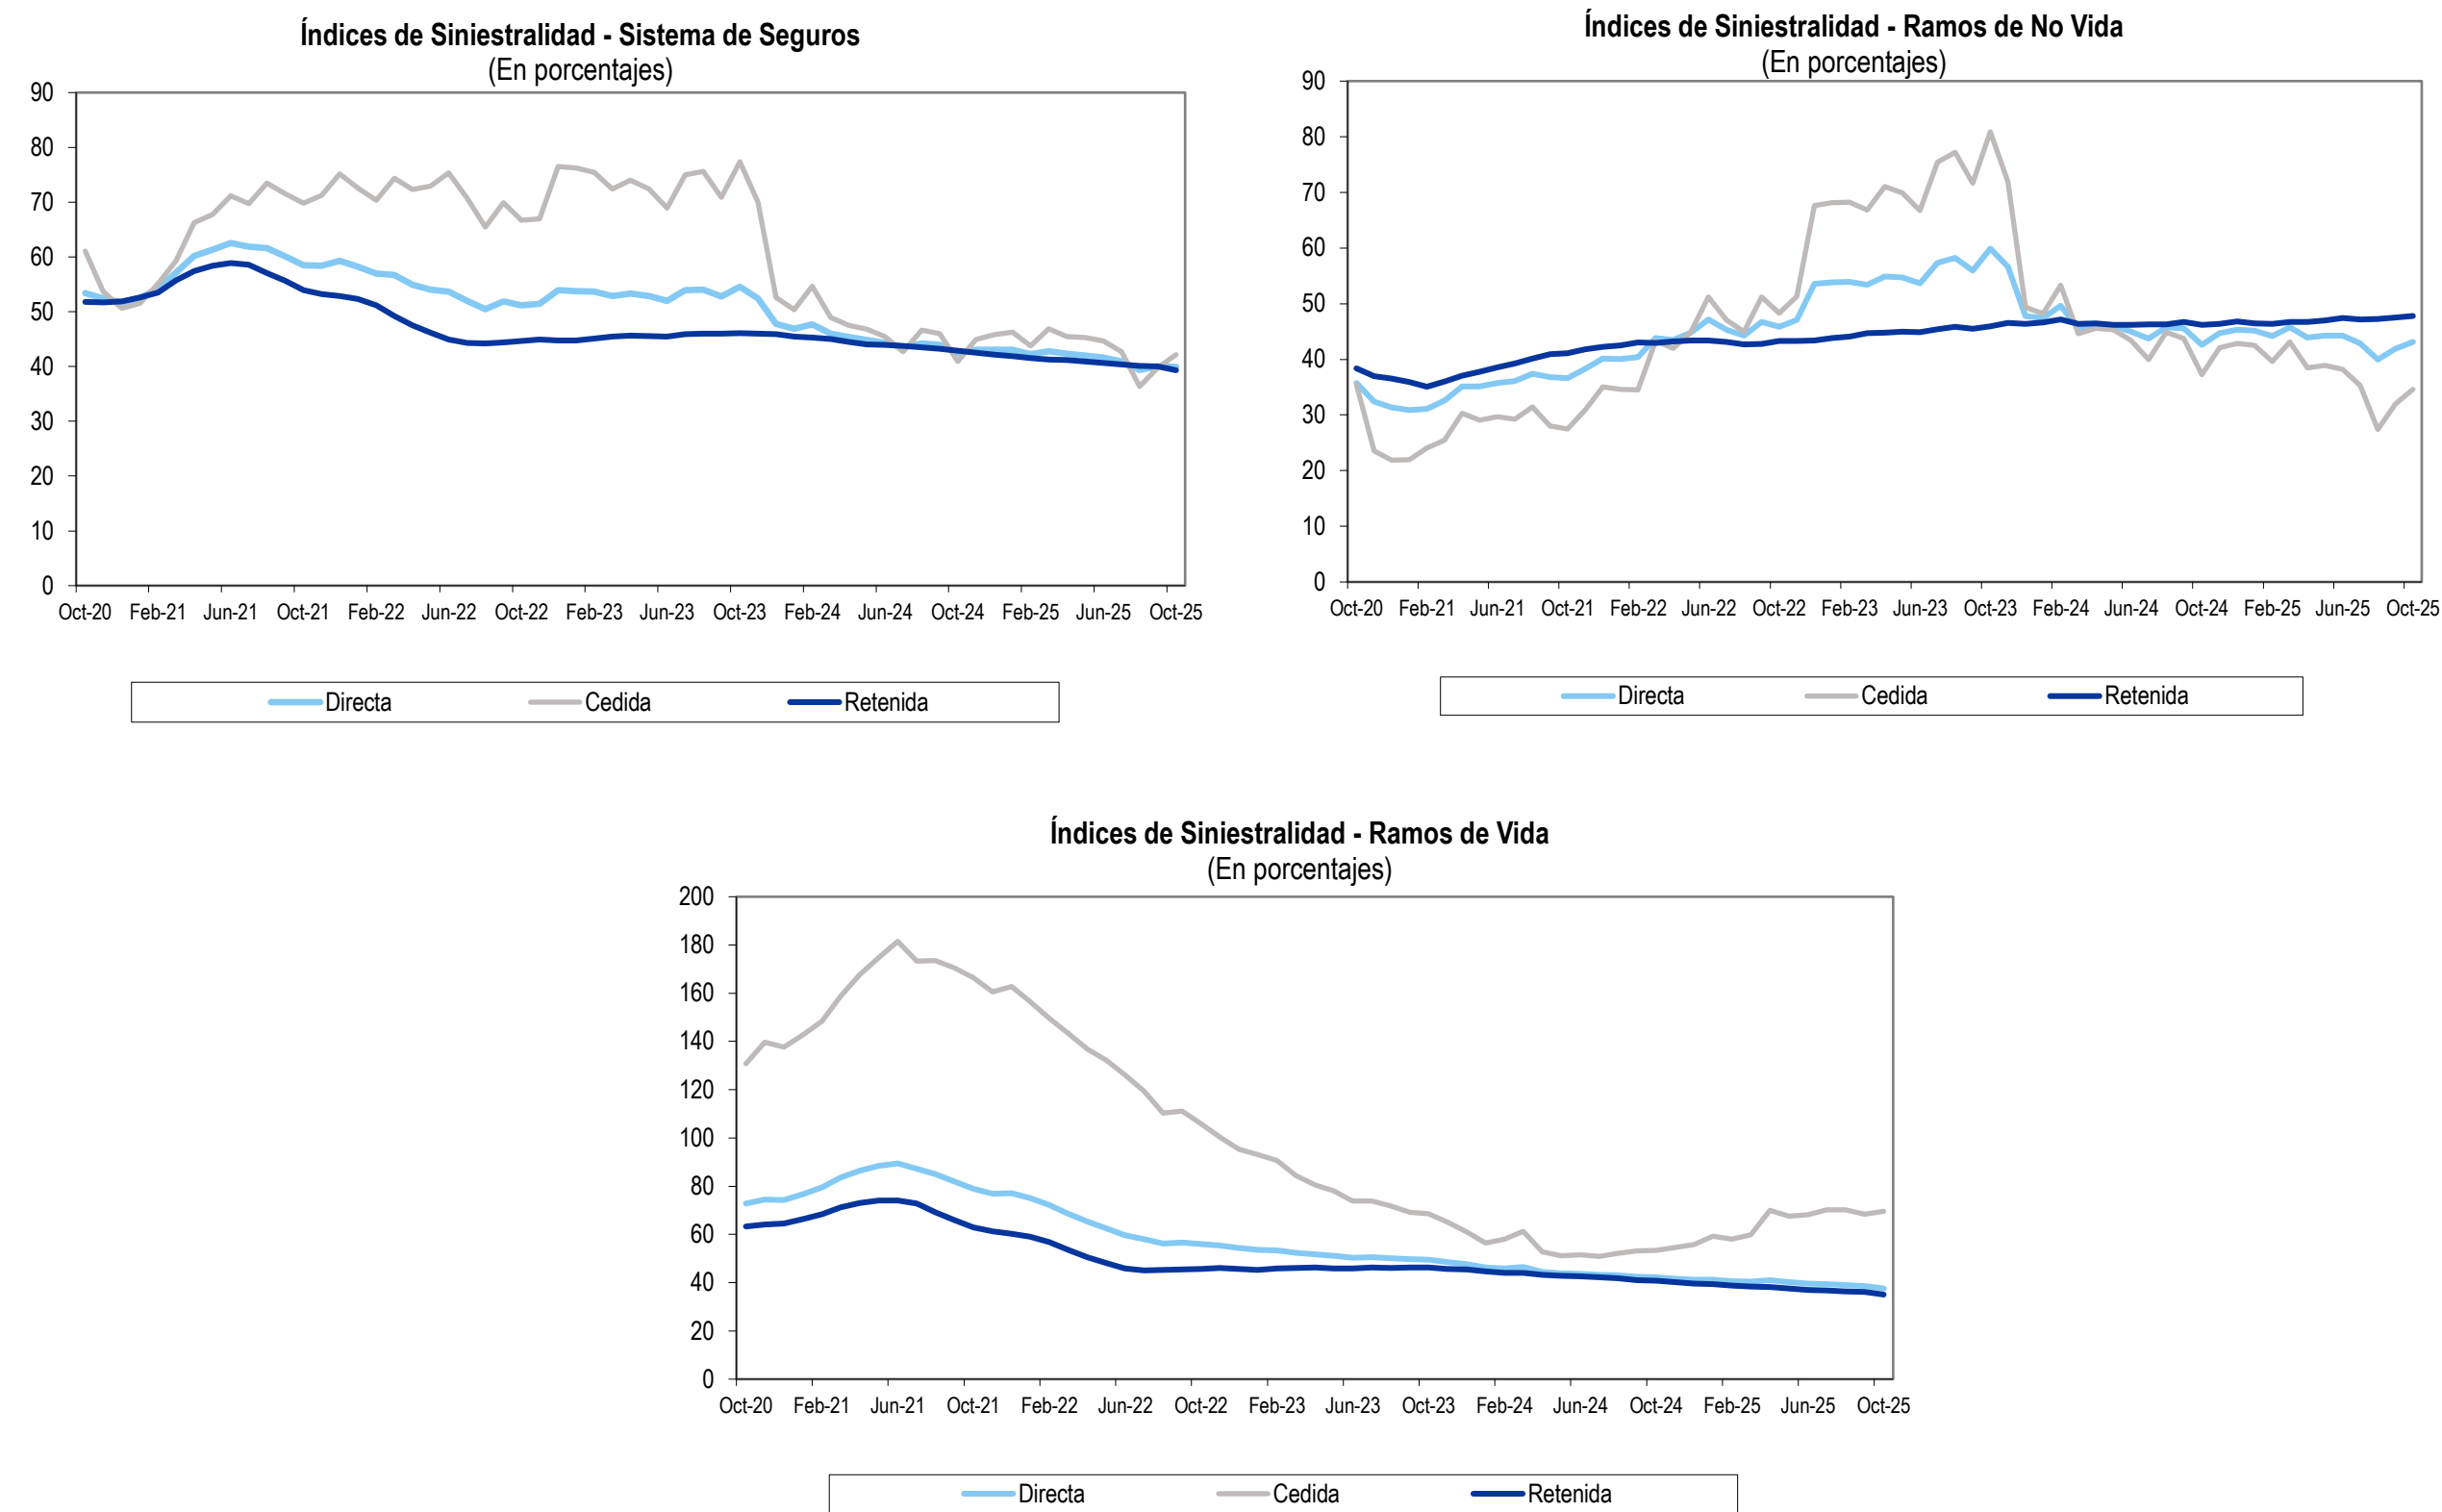 Índices de Siniestralidad - Sistema de Seguros
(En porcentajes)
90
80
70
60
50
40
30
20
10
0
Oct-20 Feb-21 Jun-21 Oct-21 Feb-22 Jun-22 Oct-22 Feb-23 Jun-23 Oct-23 Feb-24 Jun-24 Oct-24 Feb-25 Jun-25 Oct-25
Directa Cedida Retenida
Índices de Siniestralidad - Ramos de No Vida
(En porcentajes)
90
80
70
60
50
40
30
20
10
0
Oct-20 Feb-21 Jun-21 Oct-21 Feb-22 Jun-22 Oct-22 Feb-23 Jun-23 Oct-23 Feb-24 Jun-24 Oct-24 Feb-25 Jun-25 Oct-25
Directa Cedida Retenida
Índices de Siniestralidad - Ramos de Vida
(En porcentajes)
200
180
160
140
120
100
80
60
40
20
0
Oct-20 Feb-21 Jun-21 Oct-21 Feb-22 Jun-22 Oct-22 Feb-23 Jun-23 Oct-23 Feb-24 Jun-24 Oct-24 Feb-25 Jun-25 Oct-25
Directa Cedida Retenida